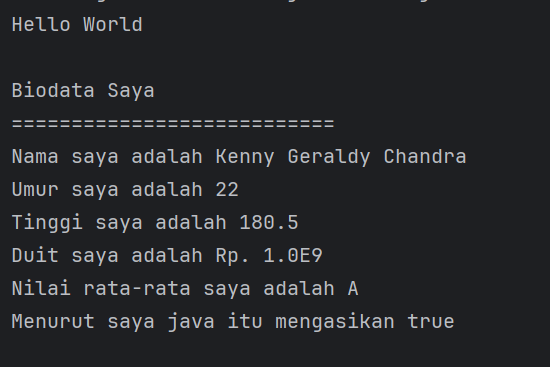 Hello World
Biodata Saya
===========================
Nama saya adalah Kenny Geraldy Chandra
Umur saya adalah 22
Tinggi saya adalah 180.5
Duit saya adalah Rp. 1.0E9
Nilai rata-rata saya adalah A
Menurut saya java itu mengasikan true